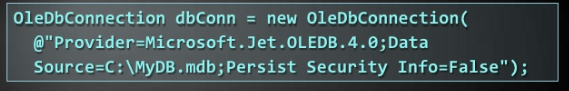 OleDbConnection dbConn = new OleDbConnection(
@"Provider=Microsoft.Jet.OLEDB.4.0;Data
Source=C:\MyDB.mdb;Persist Security Info=False");